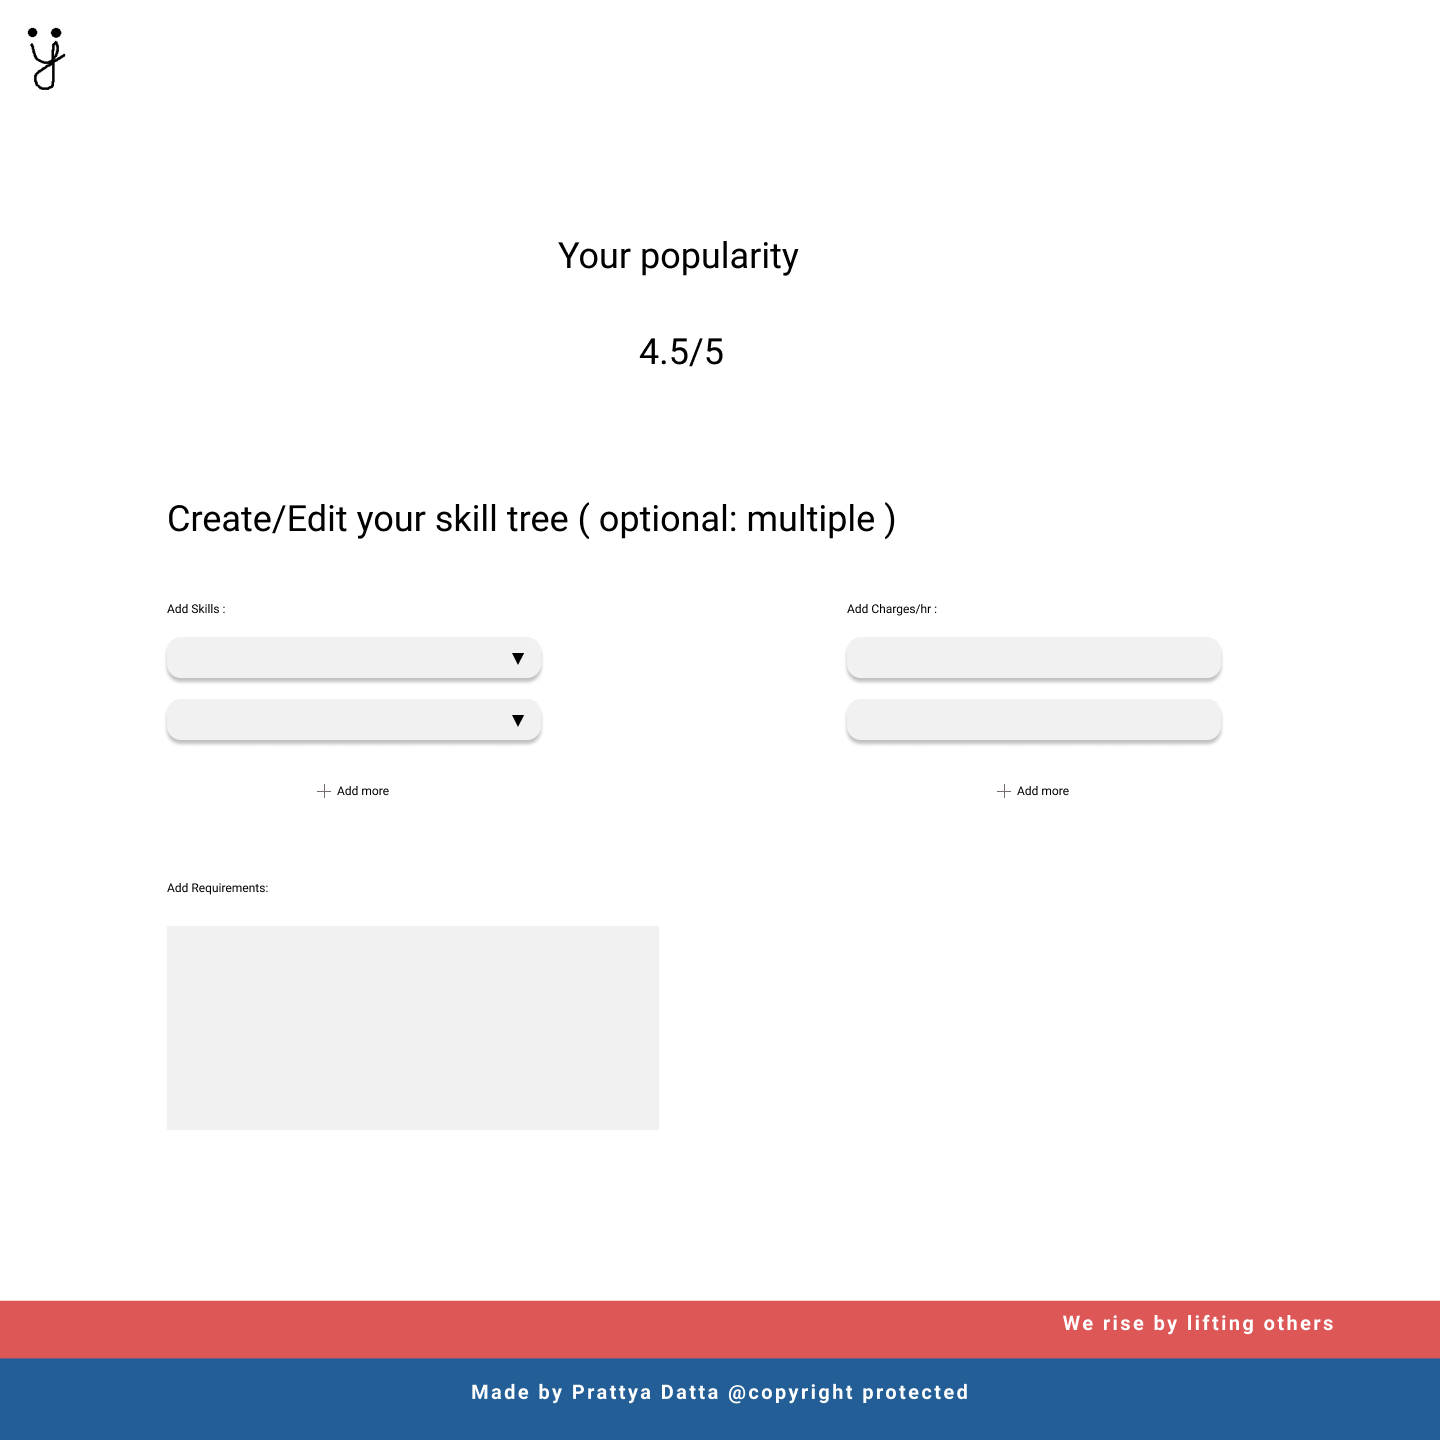 ÿ
Your popularity
4.5/5
Create/Edit your skill tree ( optional: multiple )
Add Skills :
Add Charges/hr :
Add more
Add more
Add Requirements:
We rise by lifting others
Made by Prattya Datta @copyright protected